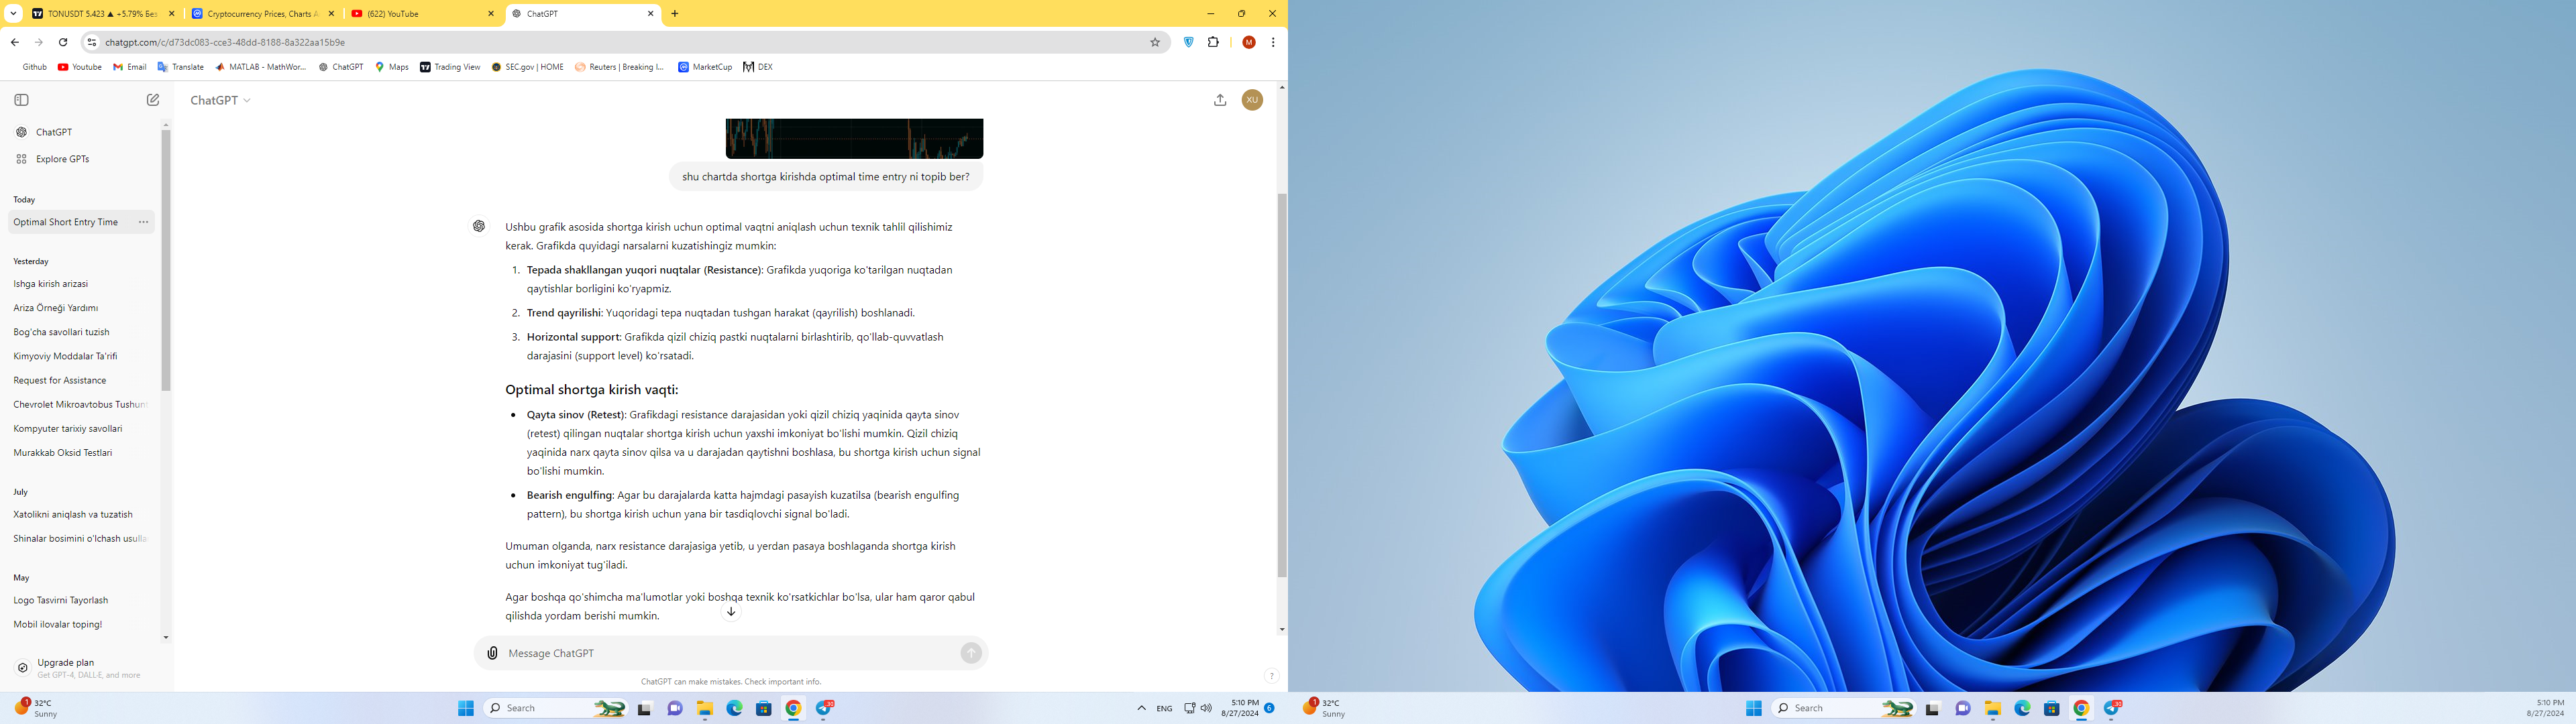 TONUSDT 5.423 ▲ +5.79% Без
Cryptocurrency Prices, Charts A
(622) YouTube
ChatGPT
chatgpt.com/c/d73dc083-cce3-48dd-8188-8a322aa15b9e
M
Github
Youtube
Email
Translate
MATLAB - MathWor...
ChatGPT
Maps
Trading View
SEC.gov | HOME
Reuters | Breaking I...
MarketCup
DEX
ChatGPT
XU
ChatGPT
Explore GPTs
Today
Optimal Short Entry Time
Yesterday
Ishga kirish arizasi
Ariza Örneği Yardımı
Bog'cha savollari tuzish
Kimyoviy Moddalar Ta'rifi
Request for Assistance
Chevrolet Mikroavtobus Tushunt
Kompyuter tarixiy savollari
Murakkab Oksid Testlari
July
Xatolikni aniqlash va tuzatish
Shinalar bosimini o'lchash usulla
May
Logo Tasvirni Tayorlash
Mobil ilovalar toping!
Upgrade plan
Get GPT-4, DALL·E, and more
shu chartda shortga kirishda optimal time entry ni topib ber?
Ushbu grafik asosida shortga kirish uchun optimal vaqtni aniqlash uchun texnik tahlil qilishimiz
kerak. Grafikda quyidagi narsalarni kuzatishingiz mumkin:
1. Tepada shakllangan yuqori nuqtalar (Resistance): Grafikda yuqoriga ko'tarilgan nuqtadan
qaytishlar borligini ko'ryapmiz.
2. Trend qayrilishi: Yuqoridagi tepa nuqtadan tushgan harakat (qayrilish) boshlanadi.
3. Horizontal support: Grafikda qizil chiziq pastki nuqtalarni birlashtirib, qo'llab-quvvatlash
darajasini (support level) ko'rsatadi.
Optimal shortga kirish vaqti:
• Qayta sinov (Retest): Grafikdagi resistance darajasidan yoki qizil chiziq yaqinida qayta sinov
(retest) qilingan nuqtalar shortga kirish uchun yaxshi imkoniyat bo'lishi mumkin. Qizil chiziq
yaqinida narx qayta sinov qilsa va u darajadan qaytishni boshlasa, bu shortga kirish uchun signal
bo'lishi mumkin.
• Bearish engulfing: Agar bu darajalarda katta hajmdagi pasayish kuzatilsa (bearish engulfing
pattern), bu shortga kirish uchun yana bir tasdiqlovchi signal bo'ladi.
Umuman olganda, narx resistance darajasiga yetib, u yerdan pasaya boshlaganda shortga kirish
uchun imkoniyat tug'iladi.
Agar boshqa qo'shimcha ma'lumotlar yoki boshqa texnik ko'rsatkichlar bo'lsa, ular ham qaror qabul
qilishda yordam berishi mumkin.
Message ChatGPT
ChatGPT can make mistakes. Check important info.
?
1
32°C
Sunny
Search
30
ENG
5:10 PM
8/27/2024
6
1
32°C
Sunny
Search
30
5:10 PM
8/27/2024